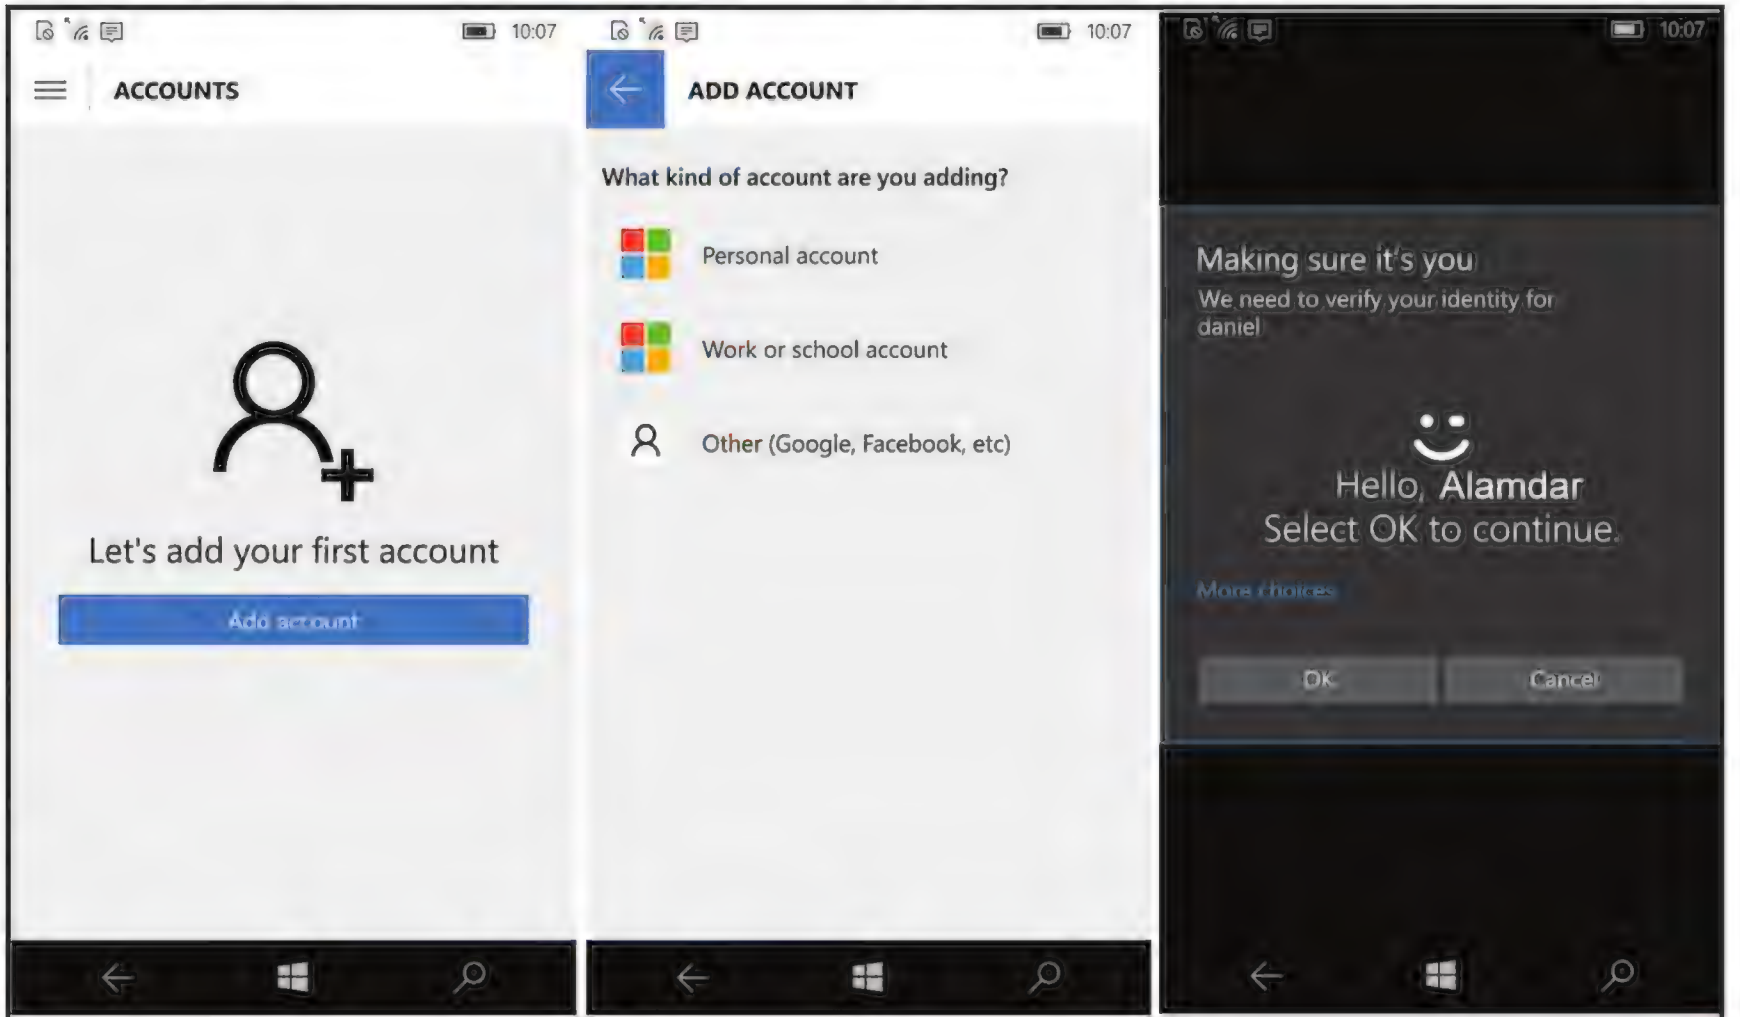 10:07
ACCOUNTS
Let's add your first account
Add account
10:07
ADD ACCOUNT
What kind of account are you adding?
Personal account
Work or school account
Other (Google, Facebook, etc)
10:07
Making sure it's you
We need to verify your identity for
daniel
Hello, Alamdar
Select OK to continue.
More choices
OK
Cancel